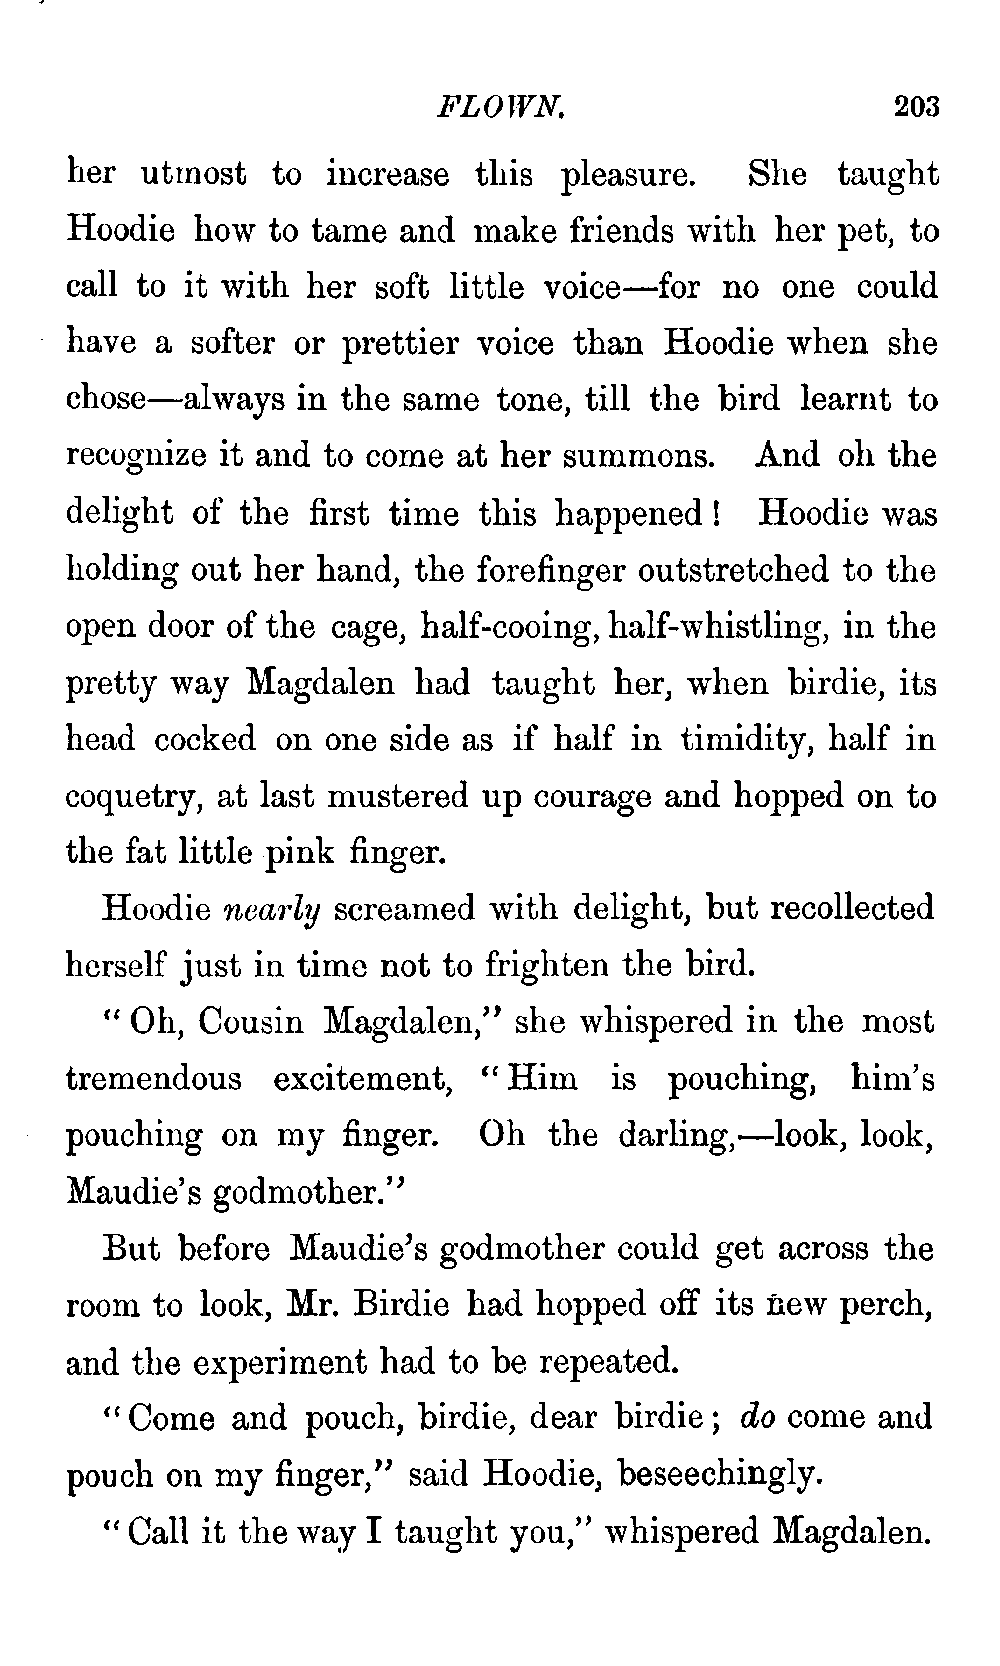 FLOWN. 203
her utmost to increase this pleasure. She taught
Hoodie how to tame and make friends with her pet, to
call to it with her soft little voice—for no one could
have a softer or prettier voice than Hoodie when she
chose—always in the same tone, till the bird learnt to
recognize it and to come at her summons. And oh the
delight of the first time this happened! Hoodie was
holding out her hand, the forefinger outstretched to the
open door of the cage, half-cooing, half-whistling, in the
pretty way Magdalen had taught her, when birdie, its
head cocked on one side as if half in timidity, half in
coquetry, at last mustered up courage and hopped on to
the fat little pink finger.
Hoodie nearly screamed with delight, but recollected
herself just in time not to frighten the bird.
"Oh, Cousin Magdalen," she whispered in the most
tremendous excitement, "Him is pouching, him's
pouching on my finger. Oh the darling,—look, look,
Maudie's godmother."
But before Maudie's godmother could get across the
room to look, Mr. Birdie had hopped off its new perch,
and the experiment had to be repeated.
"Come and pouch, birdie, dear birdie; do come and
pouch on my finger," said Hoodie, beseechingly.
"Call it the way I taught you," whispered Magdalen.